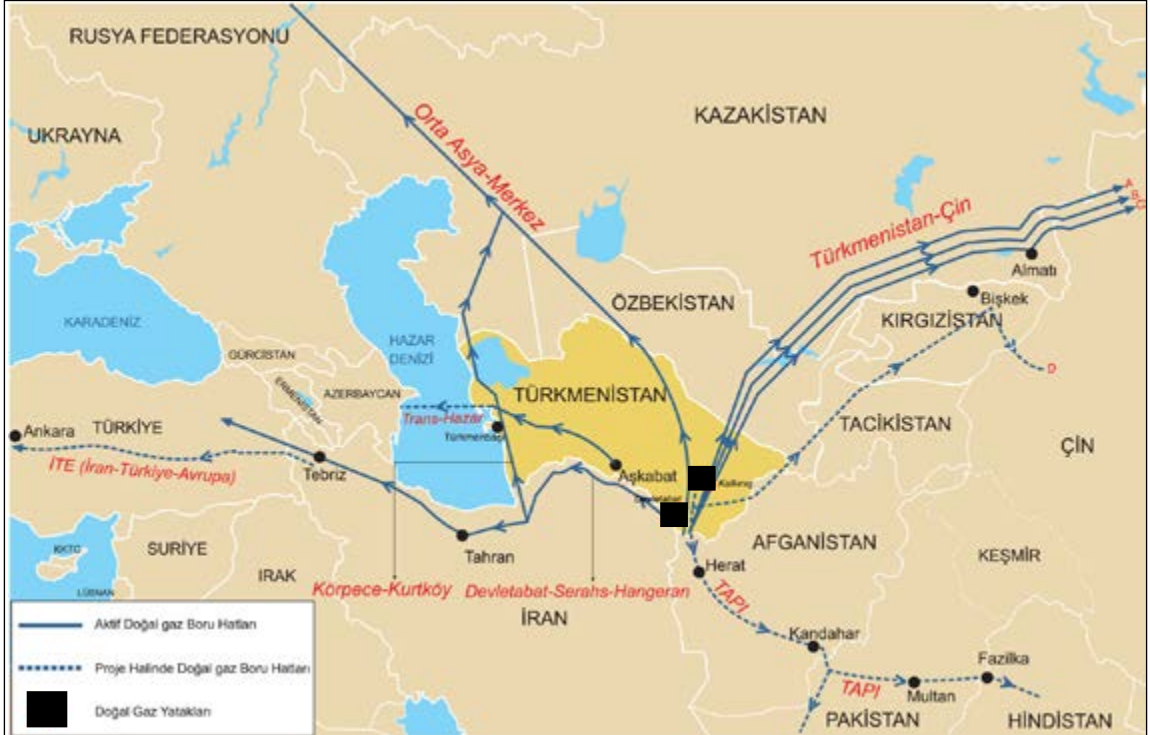 RUSYA FEDERASYONU
UKRAYNA
KAZAKİSTAN
Orta Asya-Merkez
Türkmenistan-Çin
A
B
C
Almatı
Bişkek
KIRGIZİSTAN
D
ÖZBEKİSTAN
KARADENİZ
HAZAR
DENİZİ
GÜRCİSTAN
ERMENİSTAN
AZERBAYCAN
TÜRKMENİSTAN
Trans-Hazar
Türkmenbaşı
TACİKİSTAN
ÇİN
Ankara
TÜRKİYE
İTE (İran-Türkiye-Avrupa)
Tebriz
Aşkabat
Devletabat
Tahran
AFGANİSTAN
KEŞMİR
KKTC
SURİYE
LÜBNAN
IRAK
Herat
Körpece-Kurtköy
Devletabat-Serahs-Hangeran
İRAN
TAPI
Kandahar
TAPI
Multan
Fazilka
PAKİSTAN
HİNDİSTAN
Aktif Doğal gaz Boru Hatları
Proje Halinde Doğal gaz Boru Hatları
Doğal Gaz Yatakları